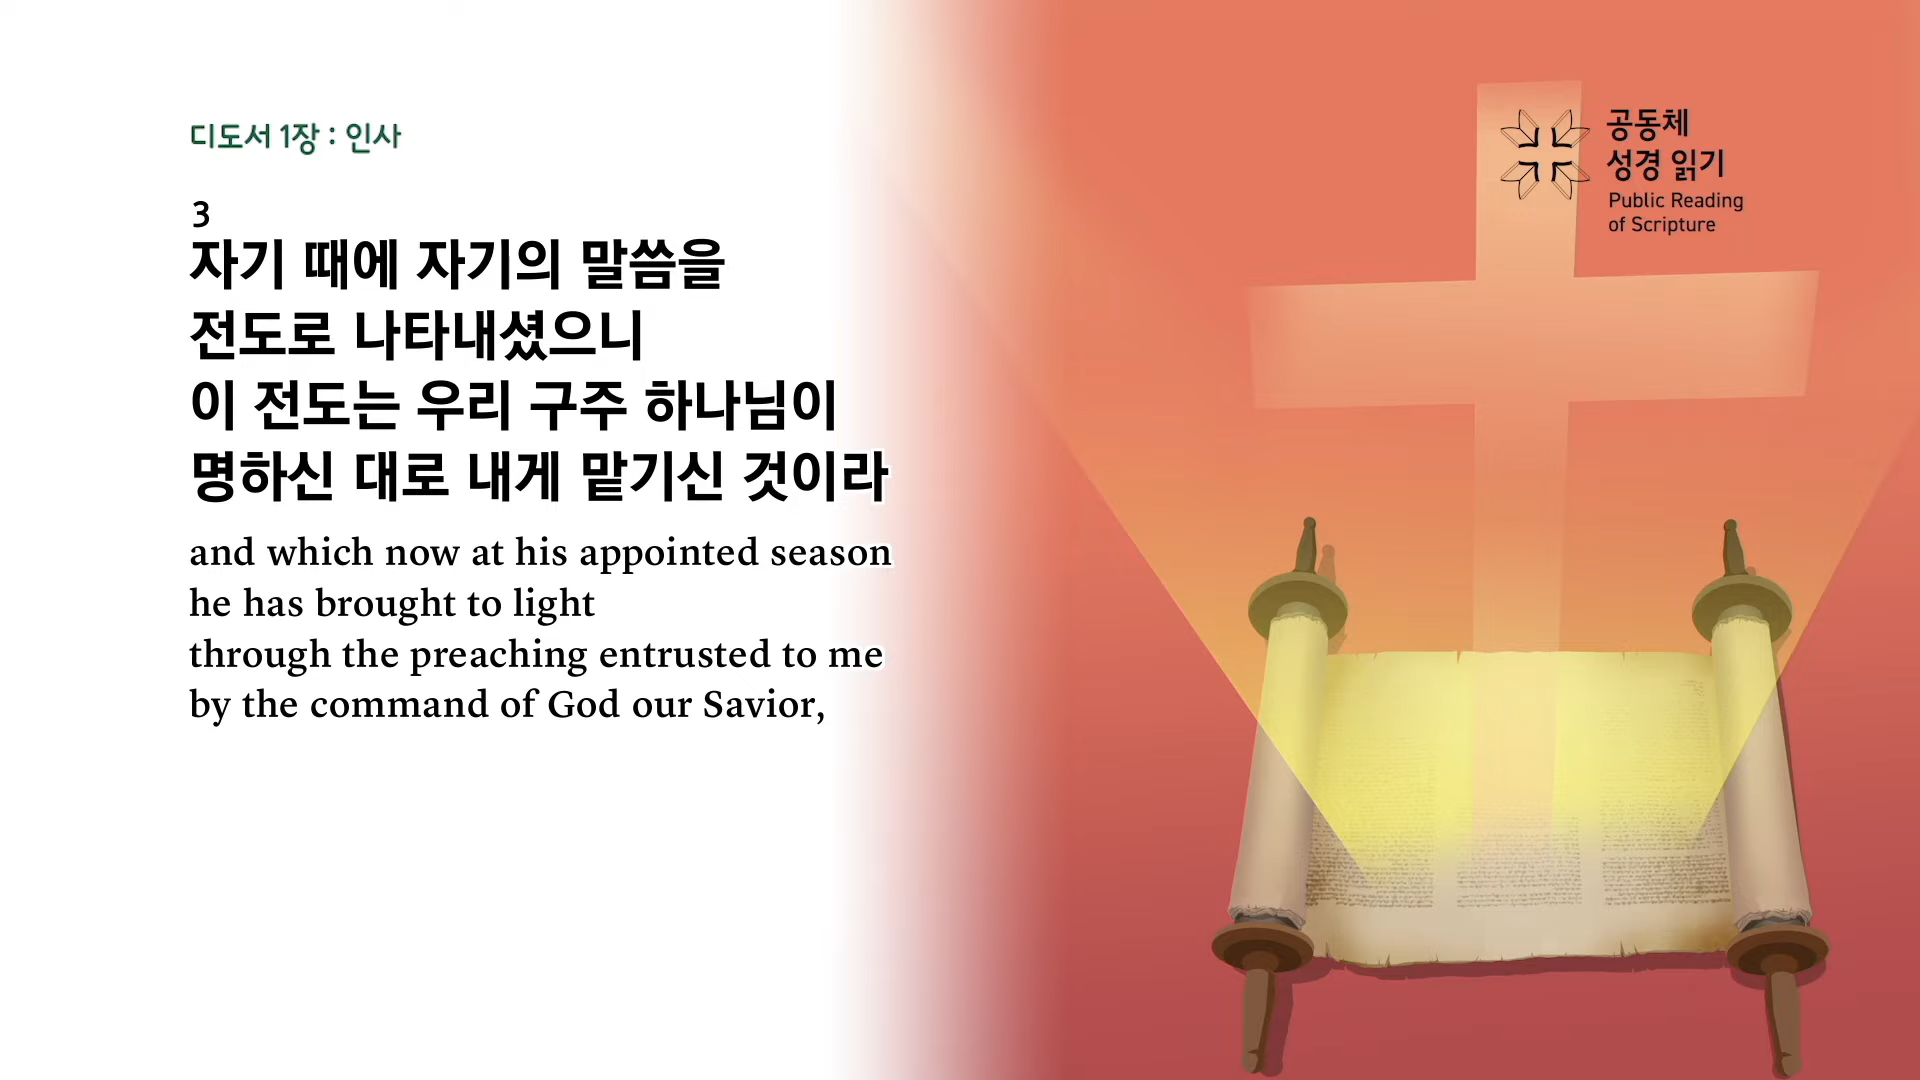 디도서 1장 : 인사
3
자기 때에 자기의 말씀을
전도로 나타내셨으니
이 전도는 우리 구주 하나님이
명하신 대로 내게 맡기신 것이라
and which now at his appointed season
he has brought to light
through the preaching entrusted to me
by the command of God our Savior,
공동체
성경 읽기
Public Reading
of Scripture